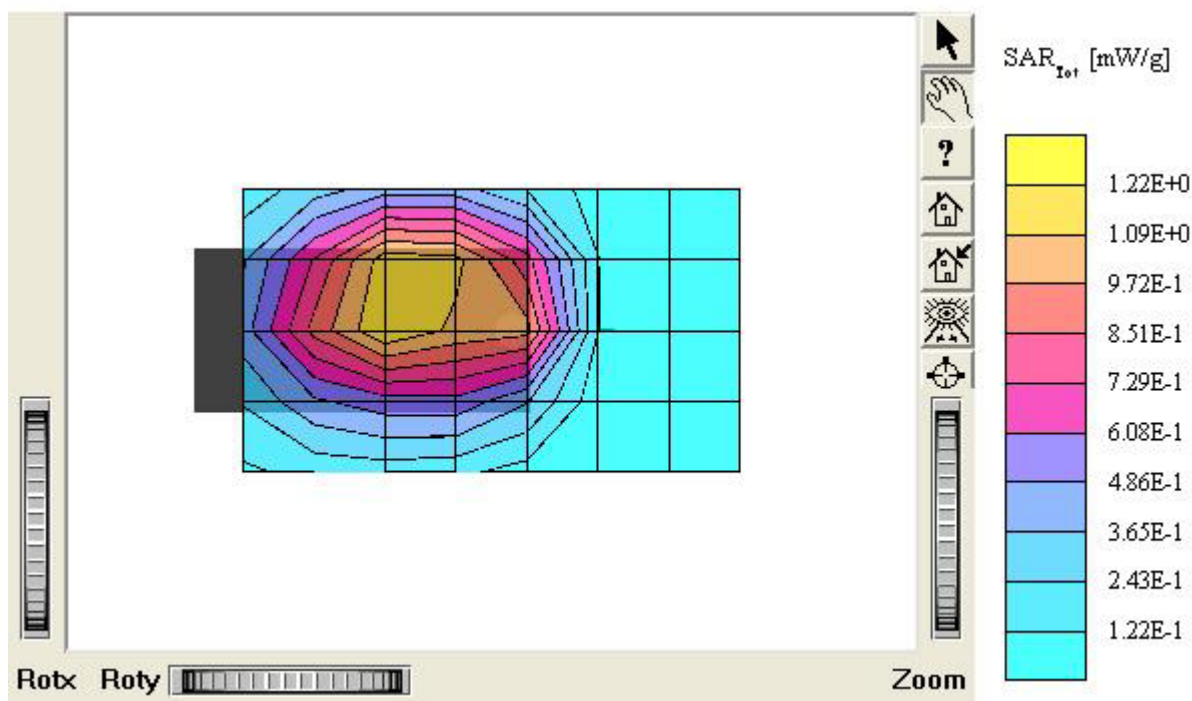 SARTot [mW/g]
?
1.22E+0
1.09E+0
9.72E-1
8.51E-1
7.29E-1
6.08E-1
4.86E-1
3.65E-1
2.43E-1
1.22E-1
Rotx Roty Zoom